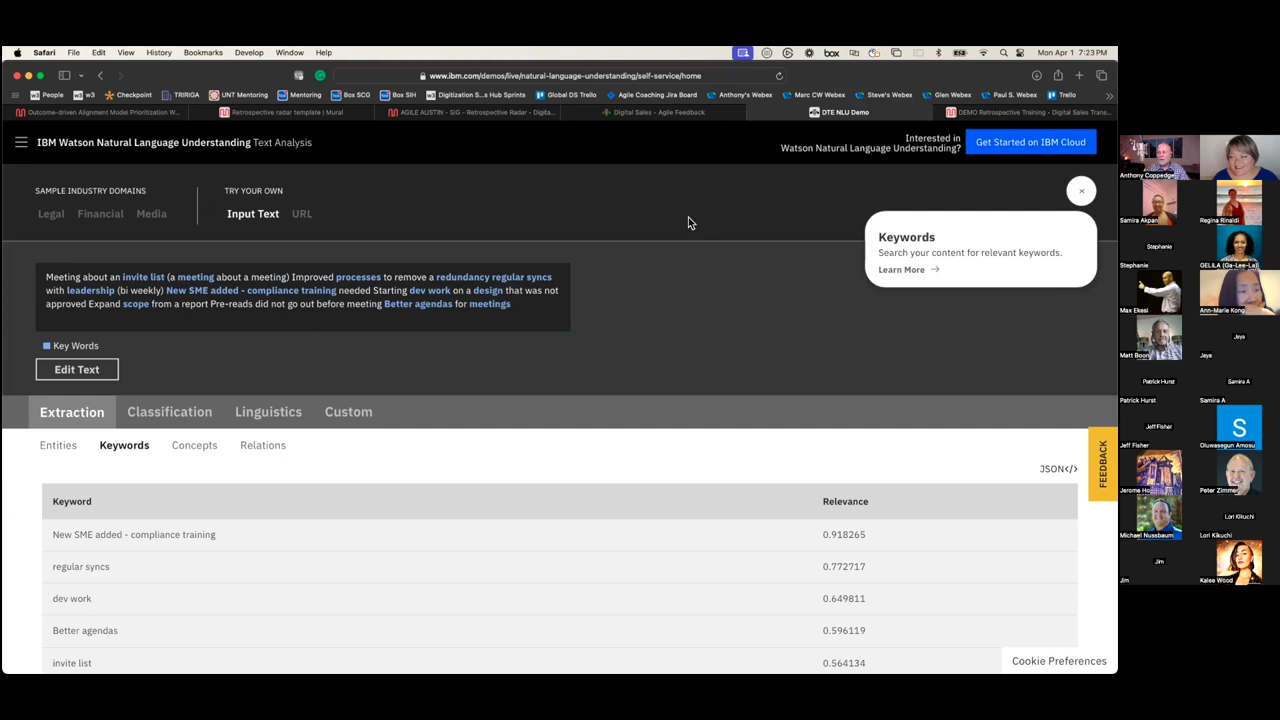 Safari File Edit View History Bookmarks Develop Window Help
box
Mon Apr 1 7:23 PM
www.ibm.com/demos/live/natural-language-understanding/self-service/home
People w3 Checkpoint TRIRIGA UNT Mentoring Mentoring Box SCG Box SIH Digitization S...s Hub Sprints Global DS Trello Agile Coaching Jira Board Anthony's Webex Marc CW Webex Steve's Webex Glen Webex Paul S. Webex Trello
Outcome-driven Alignment Model Prioritization W... Retrospective radar template | Mural AGILE AUSTIN - SIG - Retrospective Radar - Digita... Digital Sales - Agile Feedback DTE NLU Demo DEMO Retrospective Training - Digital Sales Trans...
IBM Watson Natural Language Understanding Text Analysis
Interested in
Watson Natural Language Understanding?
Get Started on IBM Cloud
SAMPLE INDUSTRY DOMAINS
Legal Financial Media
TRY YOUR OWN
Input Text URL
Keywords
Search your content for relevant keywords.
Learn More →
Meeting about an invite list (a meeting about a meeting) Improved processes to remove a redundancy regular syncs
with leadership (bi weekly) New SME added - compliance training needed Starting dev work on a design that was not
approved Expand scope from a report Pre-reads did not go out before meeting Better agendas for meetings
Key Words
Edit Text
Extraction Classification Linguistics Custom
Entities Keywords Concepts Relations
FEEDBACK
JSON</>
Keyword Relevance
New SME added - compliance training 0.918265
regular syncs 0.772717
dev work 0.649811
Better agendas 0.596119
invite list 0.564134
Cookie Preferences
Anthony Coppedge
Samira Akpan Regina Rinaldi
Stephanie
Stephanie GELILA (Ga-Lee-La)
Max Ekesi Ann-Marie Kong
Jaya
Matt Boon Jaya
Patrick Hurst Samira A
Patrick Hurst Samira A
Jeff Fisher S
Jeff Fisher Oluwasegun Amosu
Jerome Ho Peter Zimmer
Lori Kikuchi
Michael Nussbaum Lori Kikuchi
Jim
Jim Kalee Wood